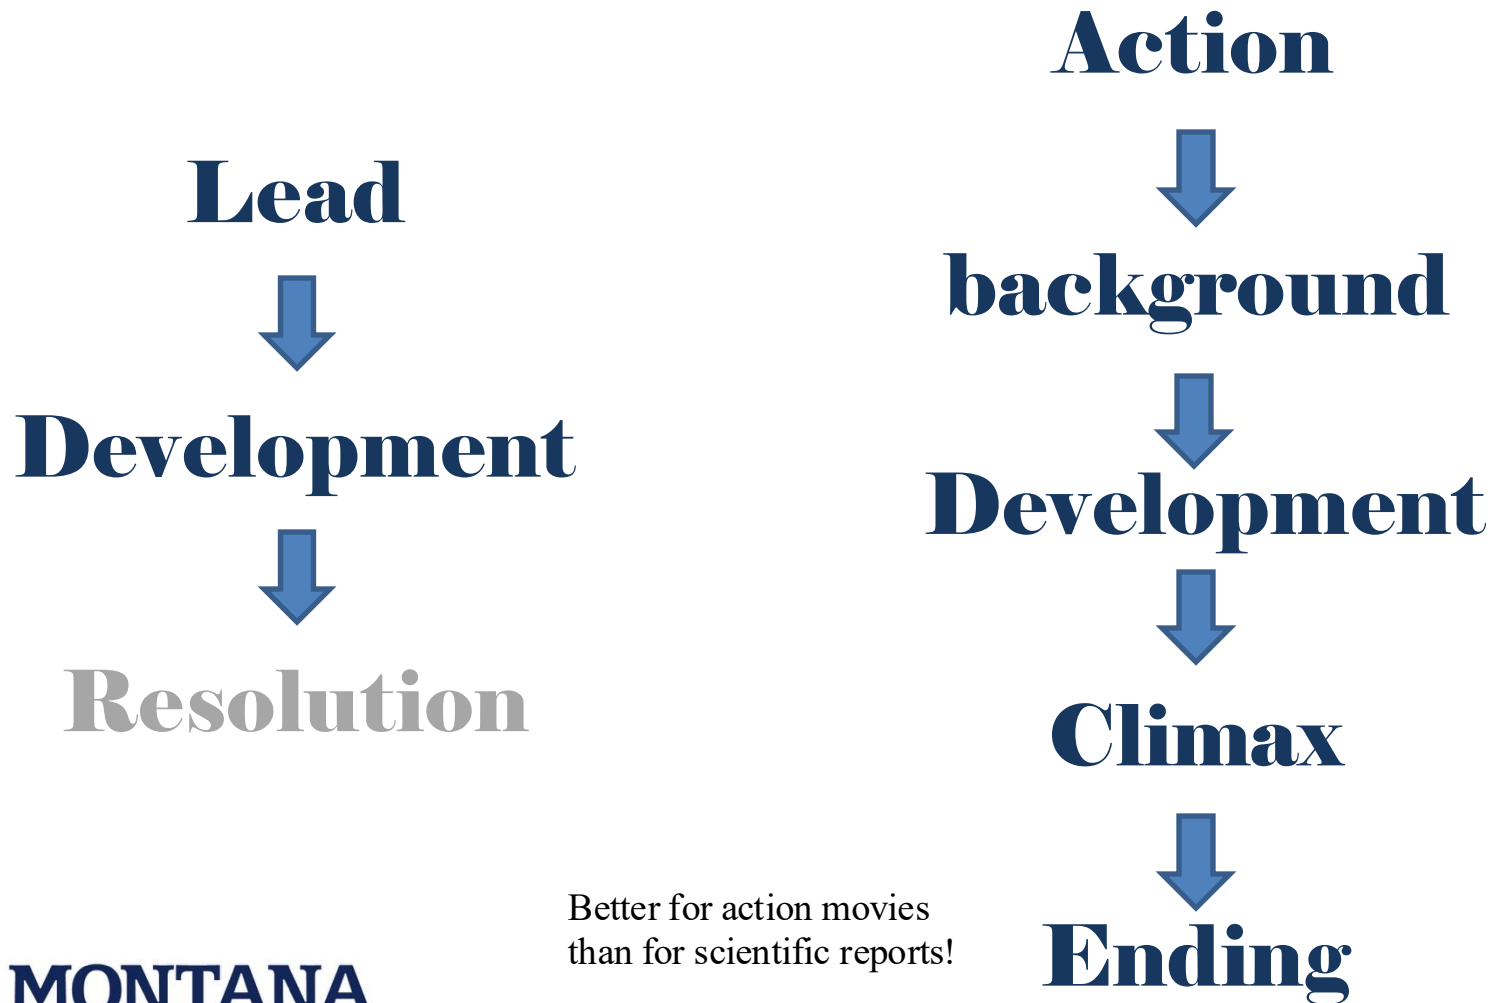 Lead
Development
Resolution
Action
background
Development
Climax
Ending
Better for action movies
than for scientific reports!
MONTANA